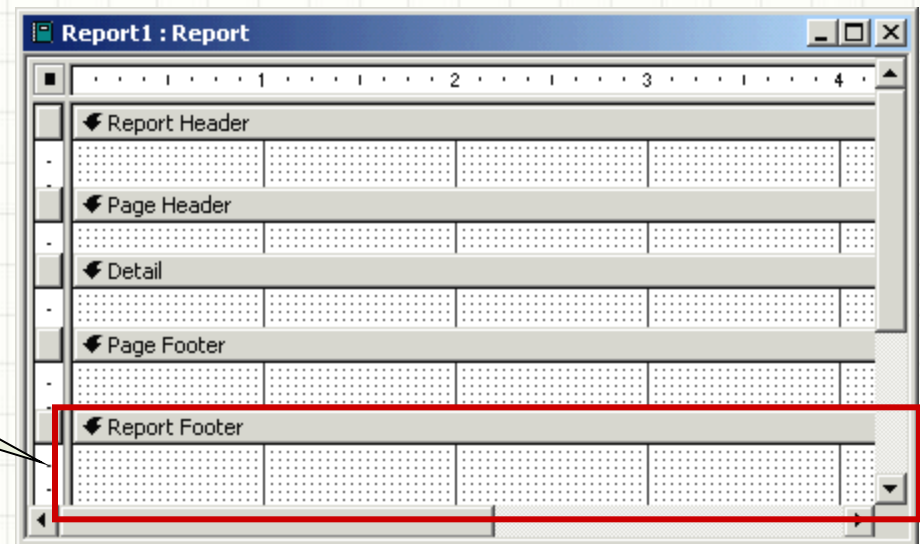 Report1 : Report
1 2 3 4
Report Header
Page Header
Detail
Page Footer
Report Footer